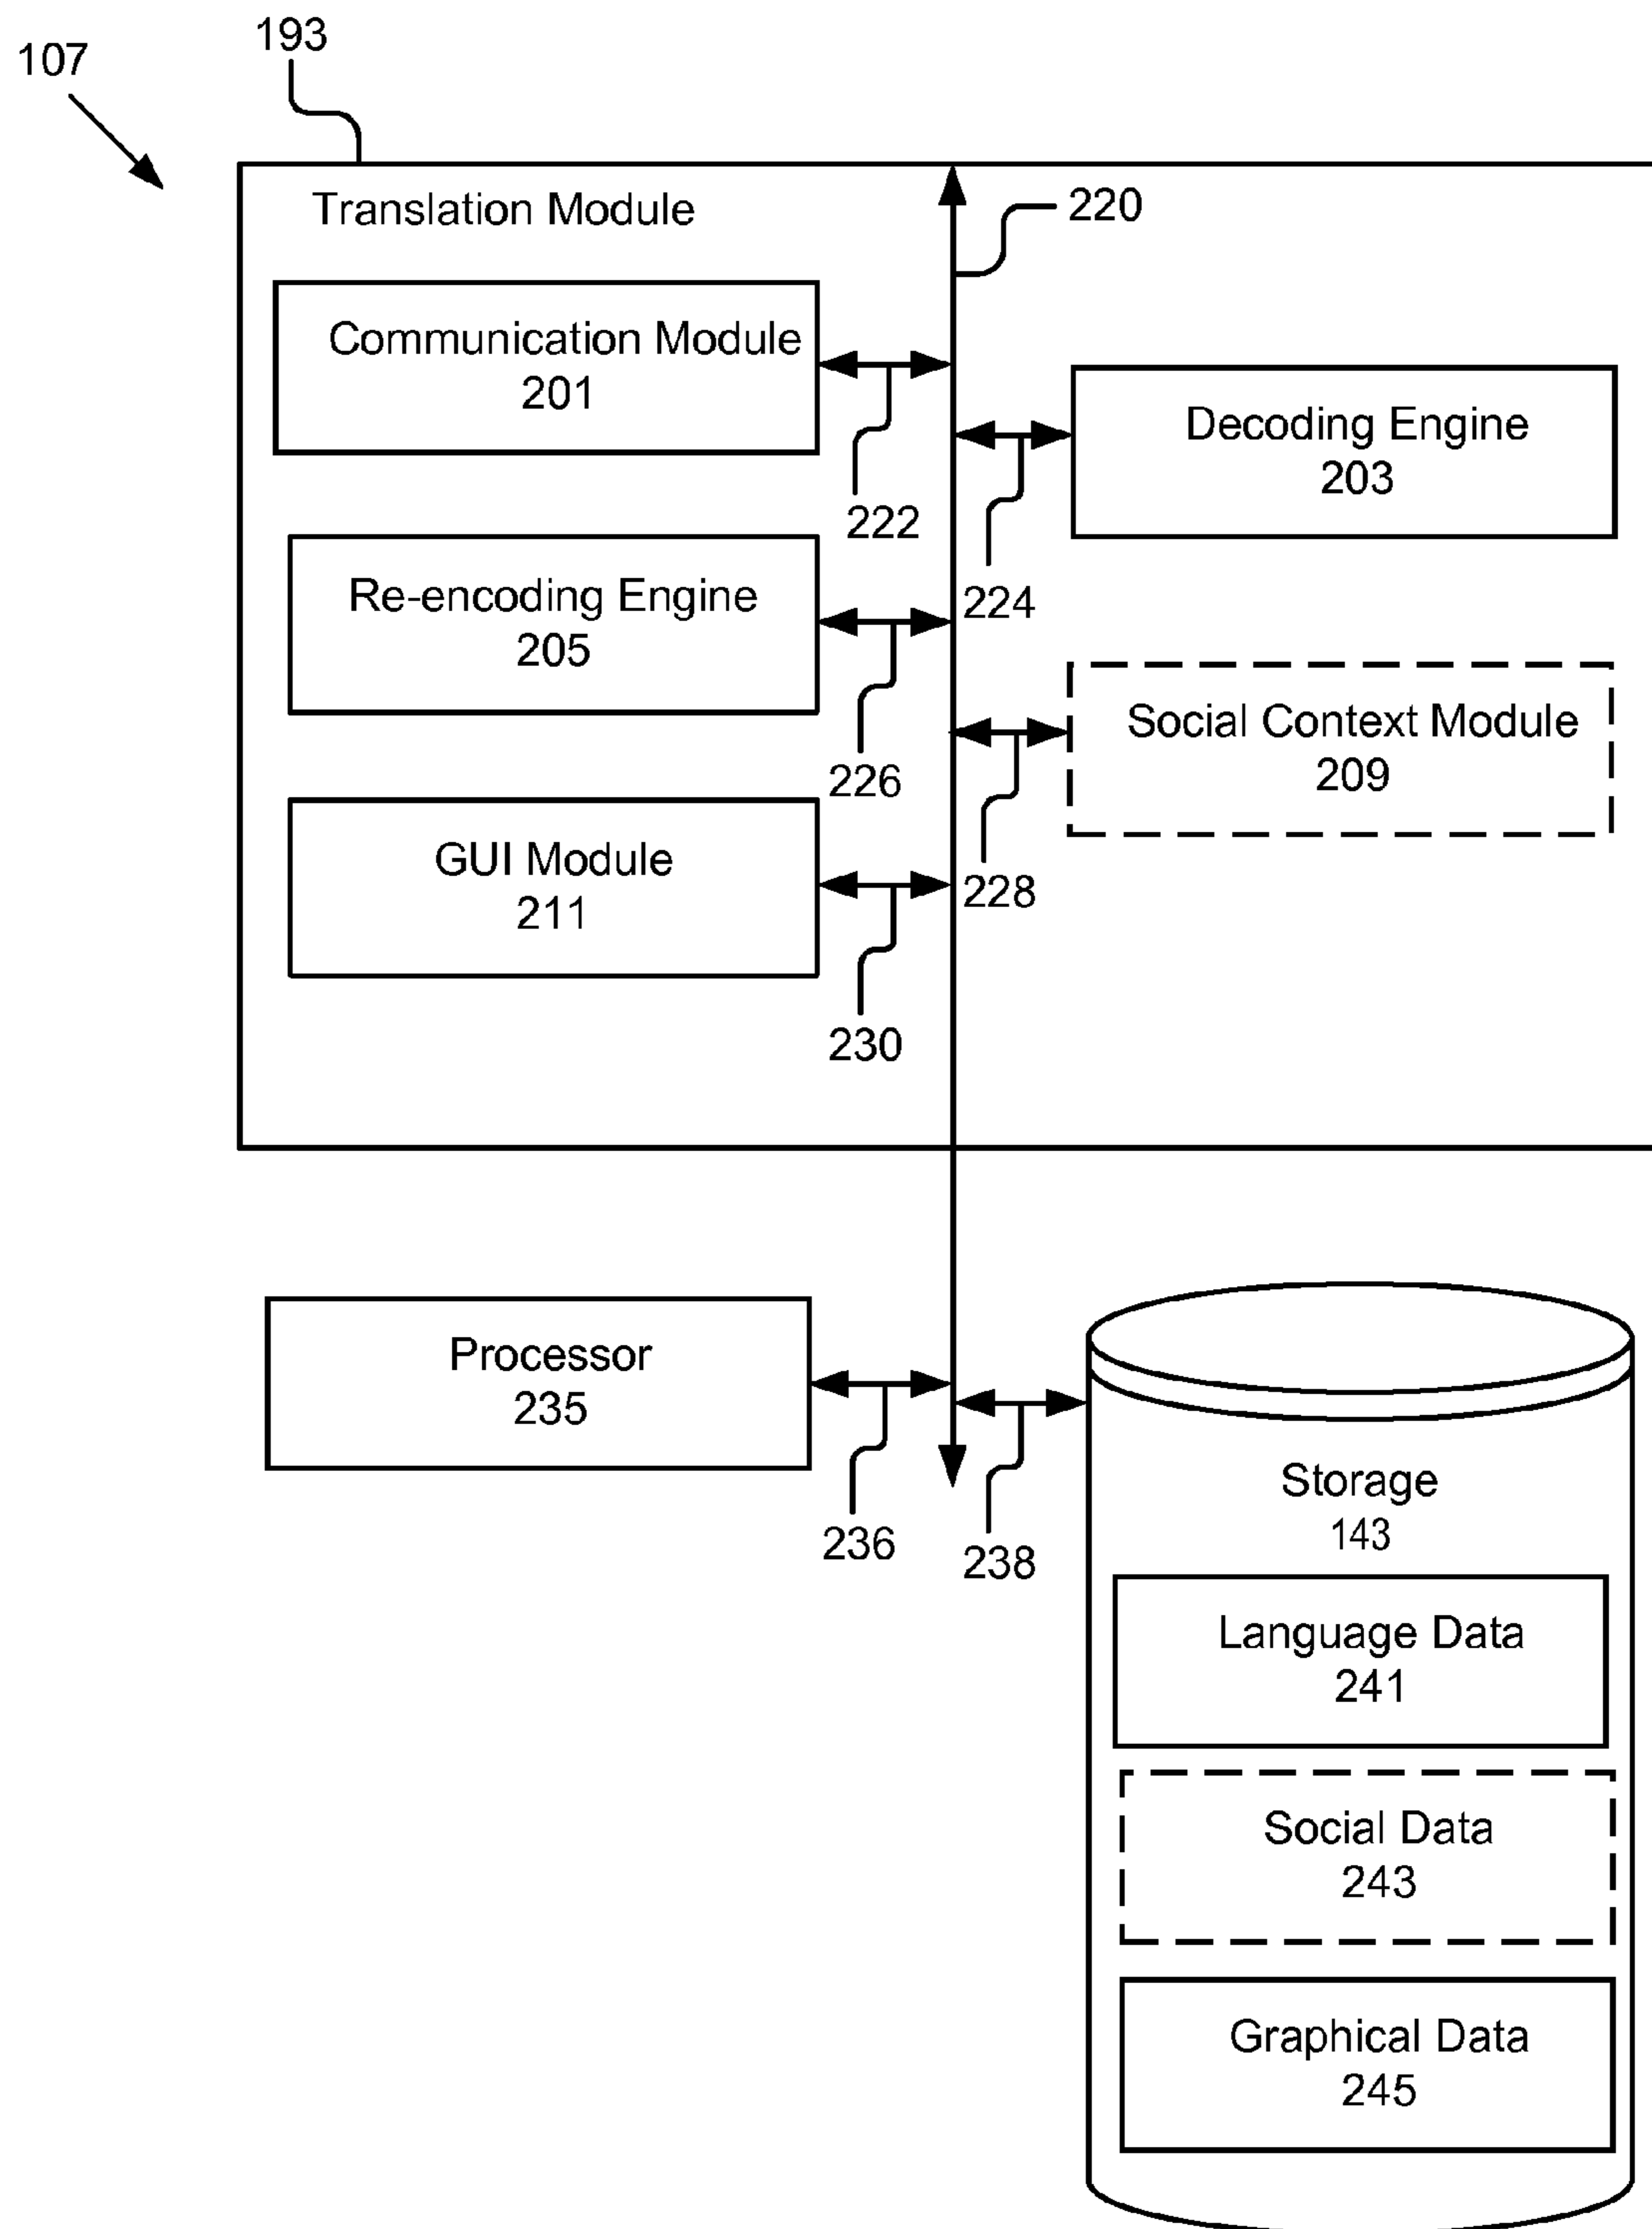 107
193
Translation Module
220
Communication Module
201
222
Decoding Engine
203
224
Re-encoding Engine
205
226
Social Context Module
209
228
GUI Module
211
230
Processor
235
236
238
Storage
143
Language Data
241
Social Data
243
Graphical Data
245